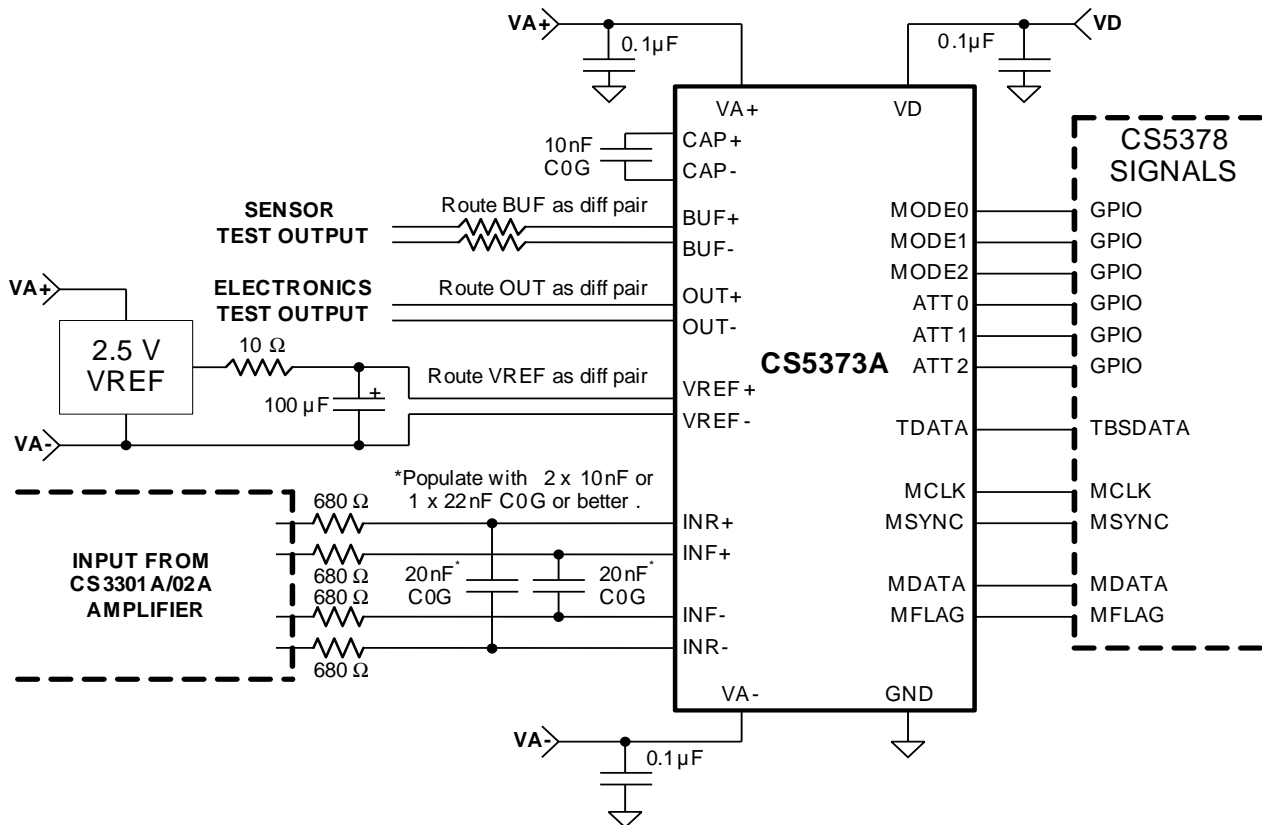 VA+
0.1µF
0.1µF
VD
VA+
VD
10nF
C0G
CAP+
CAP-
CS5378
SIGNALS
SENSOR
TEST OUTPUT
Route BUF as diff pair
BUF+
BUF-
MODE0
GPIO
MODE1
GPIO
MODE2
GPIO
VA+
ELECTRONICS
TEST OUTPUT
Route OUT as diff pair
OUT+
OUT-
ATT0
GPIO
ATT1
GPIO
ATT2
GPIO
CS5373A
2.5 V
VREF
10 Ω
100µF
+
Route VREF as diff pair
VREF+
VREF-
VA-
TDATA
TBSDATA
*Populate with 2 x 10nF or
1 x 22nF C0G or better .
MCLK
MCLK
MSYNC
MSYNC
INPUT FROM
CS3301A/02A
AMPLIFIER
680 Ω
680 Ω
680 Ω
680 Ω
20nF*
C0G
20nF*
C0G
INR+
INF+
INF-
INR-
MDATA
MDATA
MFLAG
MFLAG
VA-
GND
VA-
0.1µF